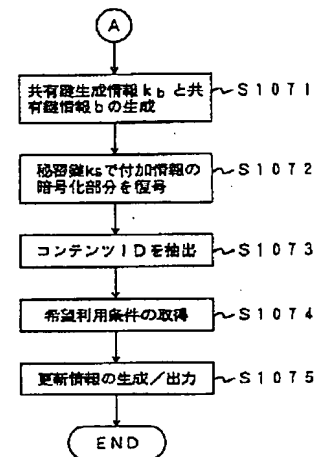 A
共有鍵生成情報kbと共
有鍵情報bの生成
S1071
秘密鍵ksで付加情報の
暗号化部分を復号
S1072
コンテンツIDを抽出
S1073
希望利用条件の取得
S1074
更新情報の生成/出力
S1075
END